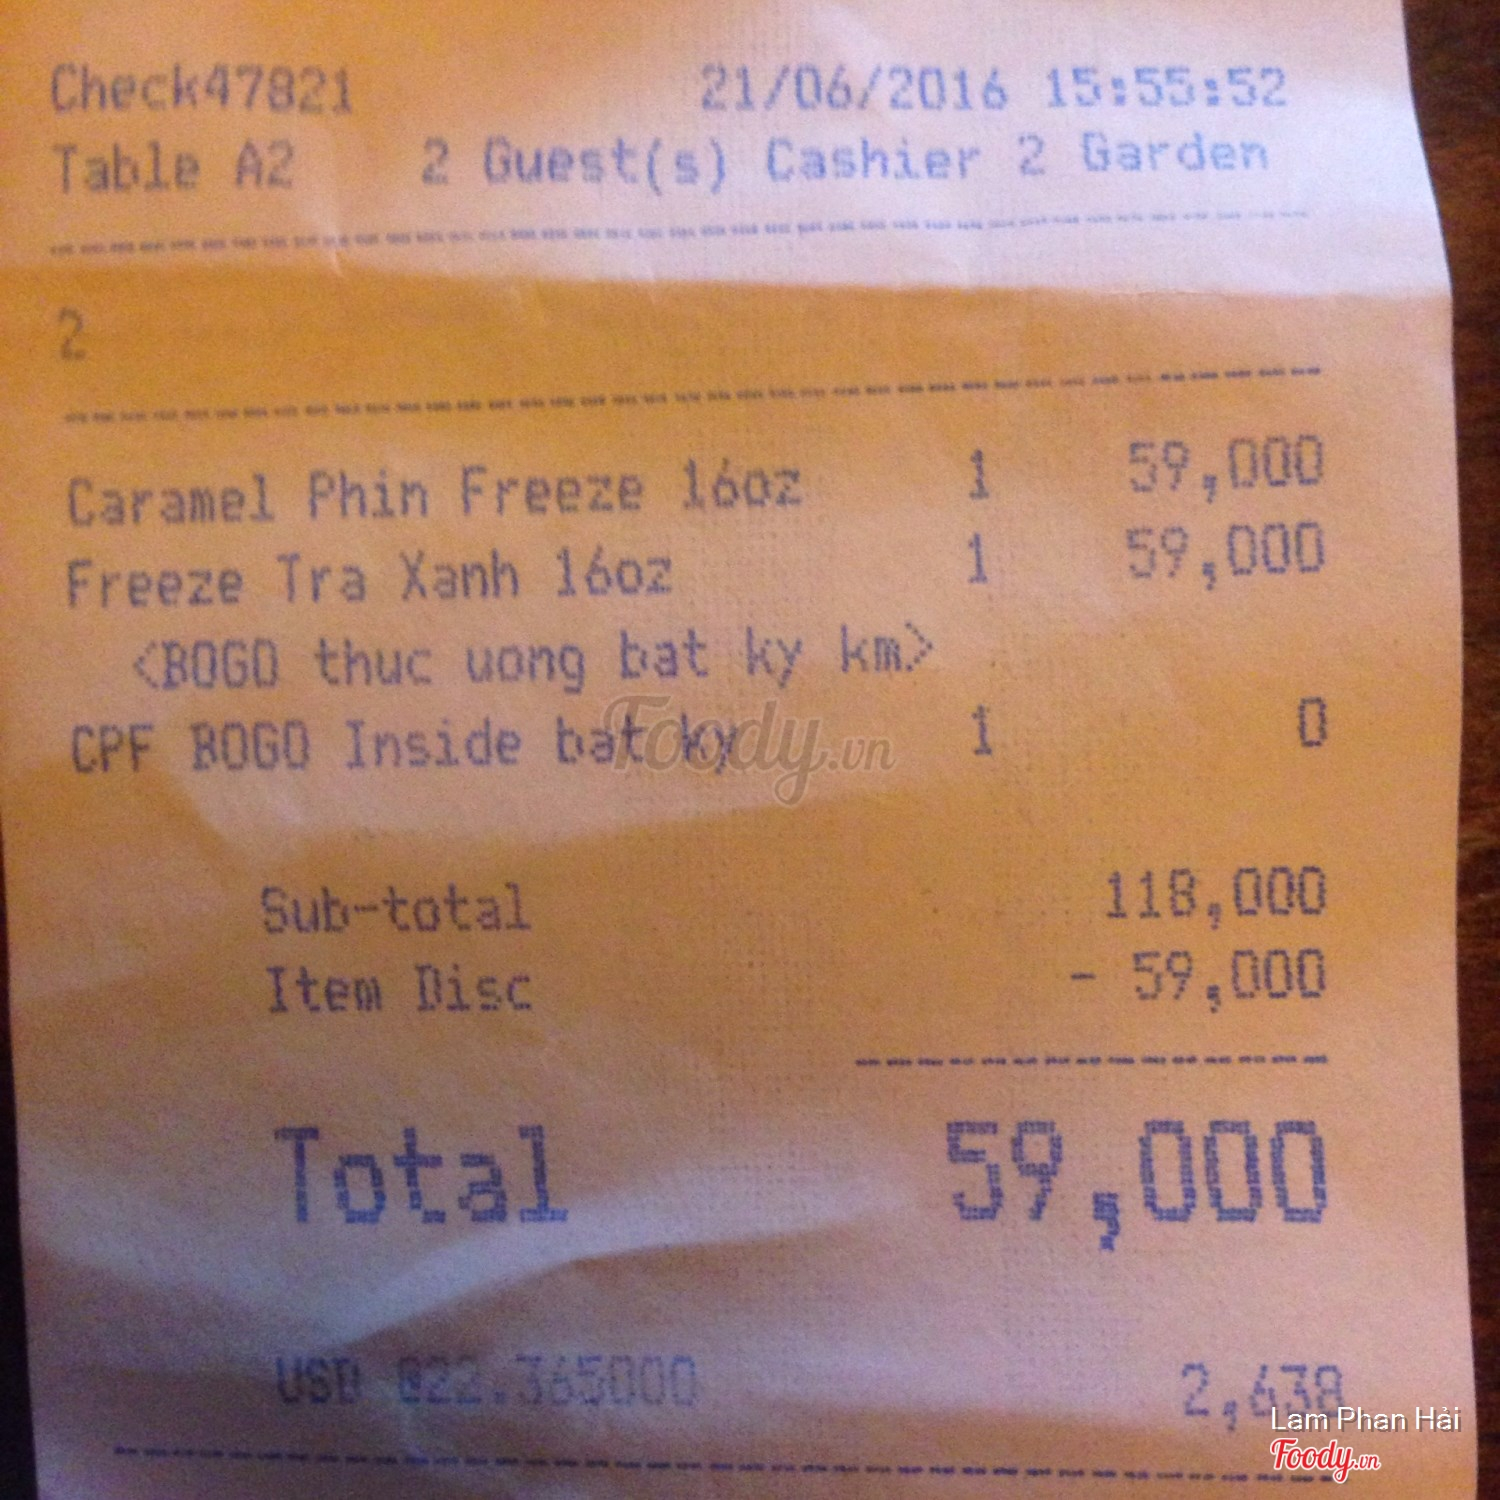 Check47821 21/06/2016 15:55:52
Table A2 2 Guest(s) Cashier 2 Garden
2
Caramel Phin Freeze 16oz 1 59,000
Freeze Tra Xanh 16oz 1 59,000
<BOGO thuc uong bat ky km>
CPF BOGO Inside bat ky 1 0
Foody.vn
Sub-total 118,000
Item Disc - 59,000
Total 59,000
USD @22.365000 2,638
Lam Phan Hải
Foody.vn